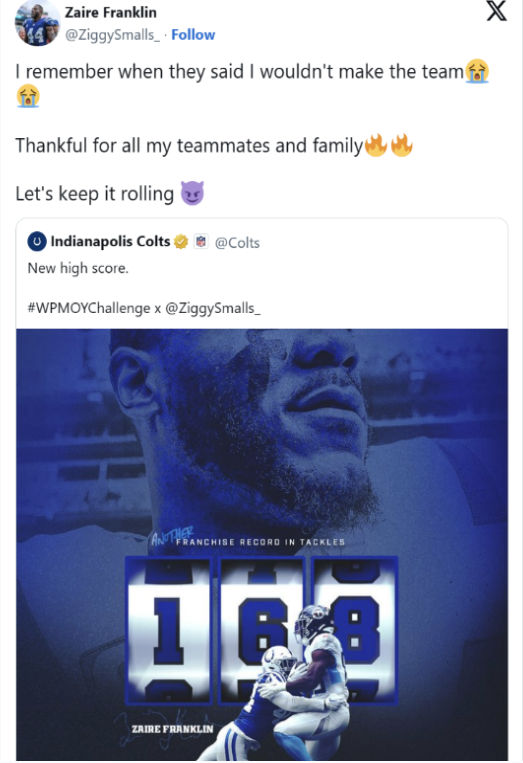 Zaire Franklin
@ZiggySmalls_ · Follow
I remember when they said I wouldn't make the team😭
😭
Thankful for all my teammates and family🔥🔥
Let's keep it rolling 😈
Indianapolis Colts @Colts
New high score.
#WPMOYChallenge x @ZiggySmalls_
ANOTHER
FRANCHISE RECORD IN TACKLES
168
ZAIRE FRANKLIN